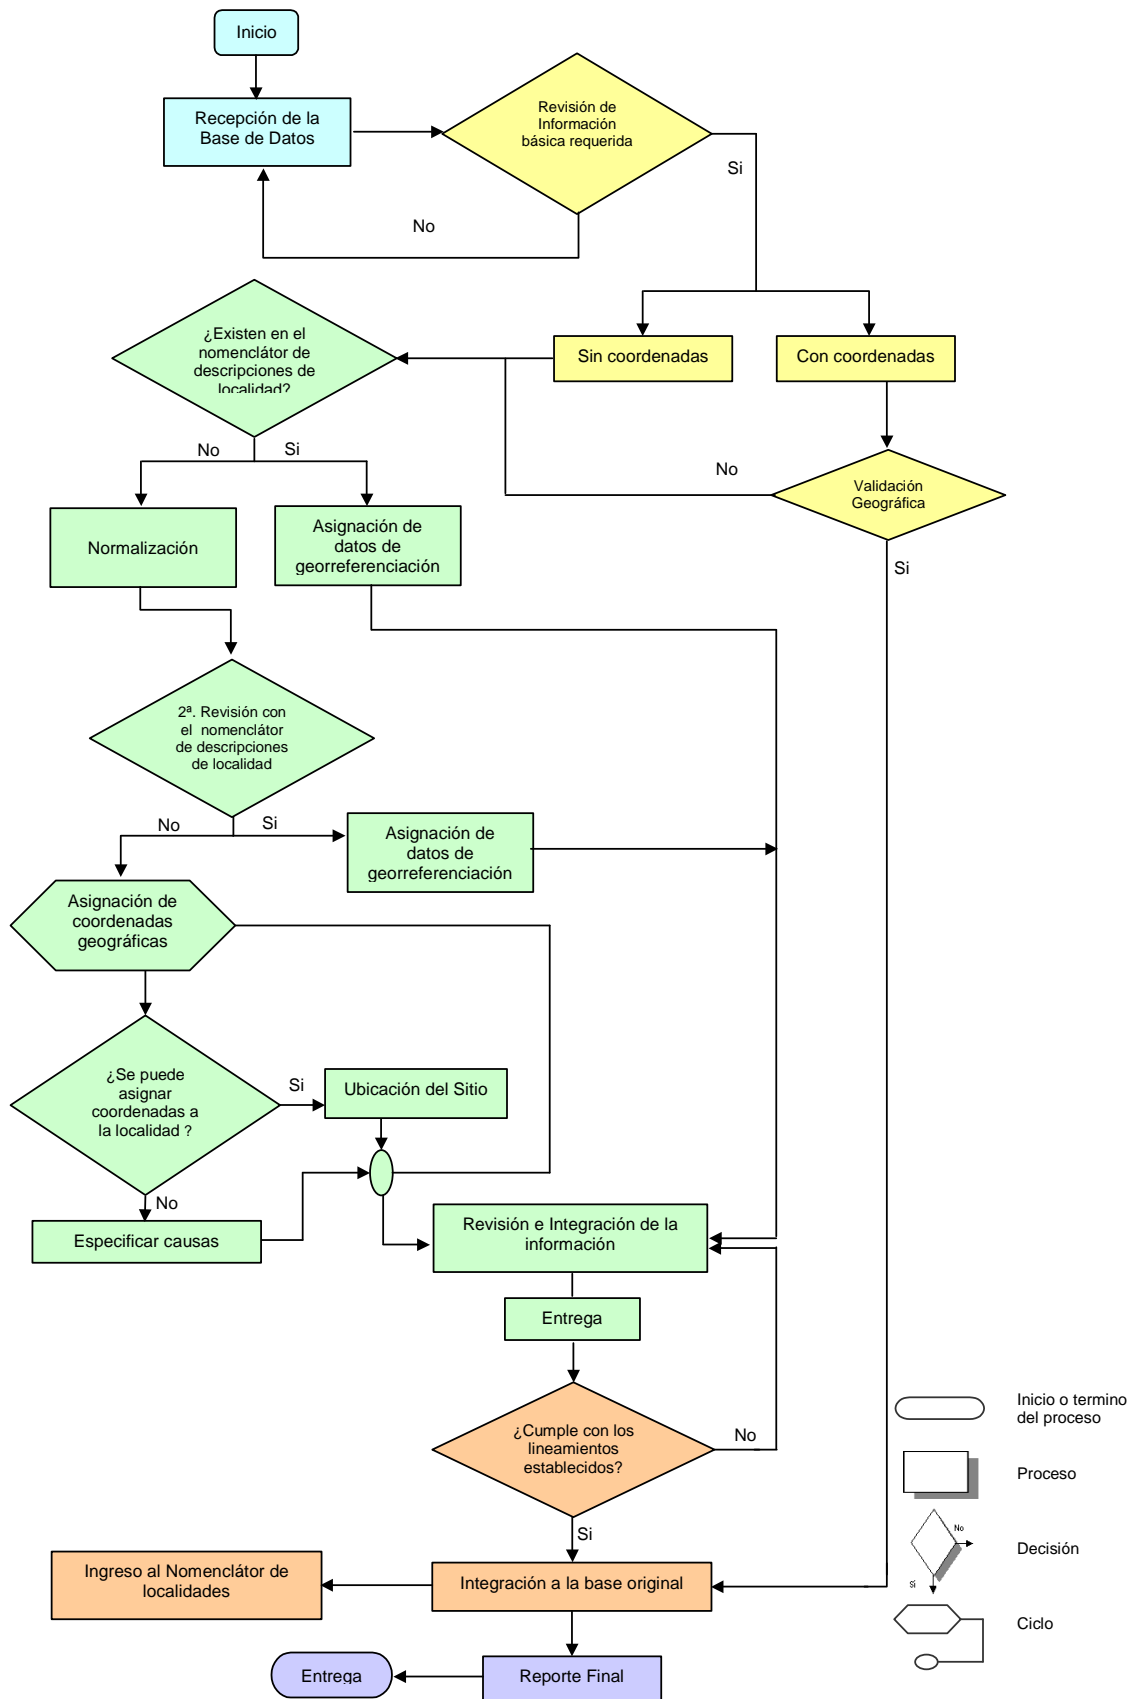 Inicio
Recepción de la
Base de Datos
Revisión de
Información
básica requerida
Si
No
¿Existen en el
nomenclátor de
descripciones de
localidad?
Sin coordenadas
Con coordenadas
No
Si
No
Validación
Geográfica
Normalización
Asignación de
datos de
georreferenciación
Si
2ª. Revisión con
el nomenclátor
de descripciones
de localidad
No
Si
Asignación de
datos de
georreferenciación
Asignación de
coordenadas
geográficas
¿Se puede
asignar
coordenadas a
la localidad ?
Si
Ubicación del Sitio
No
Especificar causas
Revisión e Integración de la
información
Entrega
¿Cumple con los
lineamientos
establecidos?
No
Si
Ingreso al Nomenclátor de
localidades
Integración a la base original
Entrega
Reporte Final
Inicio o termino
del proceso
Proceso
No
Sí
Decisión
Ciclo